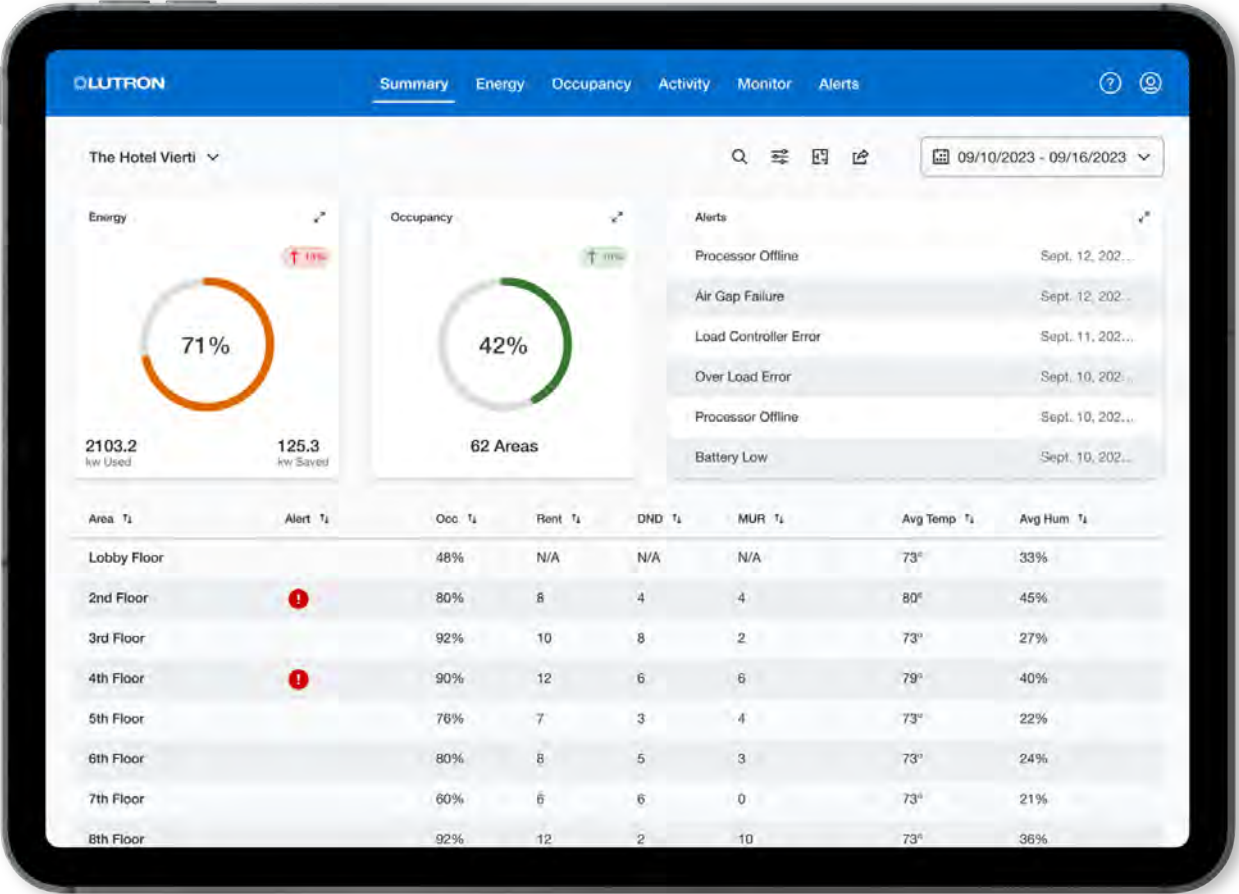 LUTRON
Summary Energy Occupancy Activity Monitor Alerts
The Hotel Vierti
09/10/2023 - 09/16/2023
Energy
71%
2103.2 125.3
kw Used kw Saved
Occupancy
42%
62 Areas
Alerts
Processor Offline Sept. 12, 202...
Air Gap Failure Sept. 12, 202...
Load Controller Error Sept. 11, 202...
Over Load Error Sept. 10, 202...
Processor Offline Sept. 10, 202...
Battery Low Sept. 10, 202...
Area Alert Occ Rent DND MUR Avg Temp Avg Hum
Lobby Floor 48% N/A N/A N/A 73° 33%
2nd Floor 80% 8 4 4 80° 45%
3rd Floor 92% 10 8 2 73° 27%
4th Floor 90% 12 6 6 79° 40%
5th Floor 76% 7 3 4 73° 22%
6th Floor 80% 8 5 3 73° 24%
7th Floor 60% 6 6 0 73° 21%
8th Floor 92% 12 2 10 73° 36%